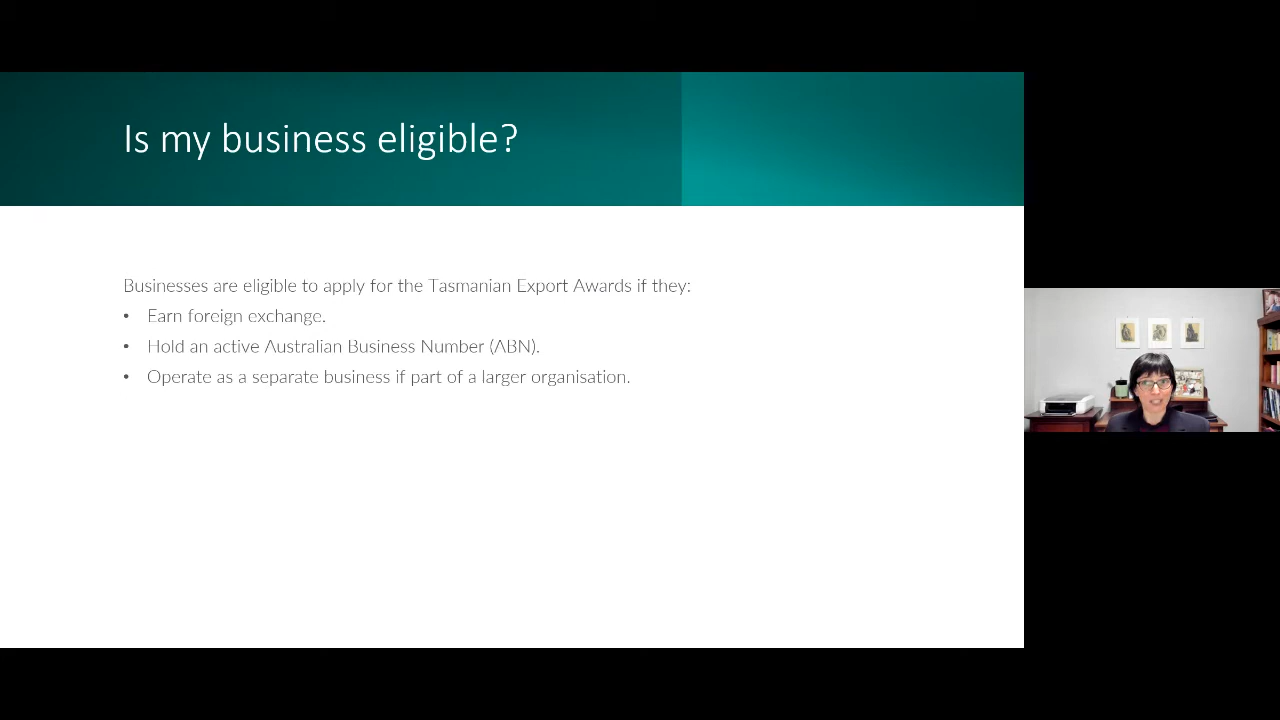 Is my business eligible?
Businesses are eligible to apply for the Tasmanian Export Awards if they:
• Earn foreign exchange.
• Hold an active Australian Business Number (ABN).
• Operate as a separate business if part of a larger organisation.